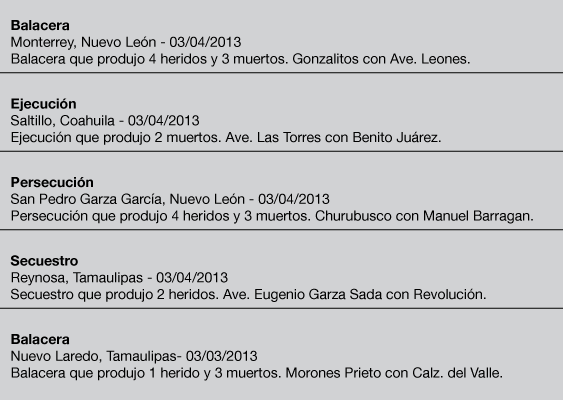 Balacera
Monterrey, Nuevo León - 03/04/2013
Balacera que produjo 4 heridos y 3 muertos. Gonzalitos con Ave. Leones.
Ejecución
Saltillo, Coahuila - 03/04/2013
Ejecución que produjo 2 muertos. Ave. Las Torres con Benito Juárez.
Persecución
San Pedro Garza García, Nuevo León - 03/04/2013
Persecución que produjo 4 heridos y 3 muertos. Churubusco con Manuel Barragan.
Secuestro
Reynosa, Tamaulipas - 03/04/2013
Secuestro que produjo 2 heridos. Ave. Eugenio Garza Sada con Revolución.
Balacera
Nuevo Laredo, Tamaulipas- 03/03/2013
Balacera que produjo 1 herido y 3 muertos. Morones Prieto con Calz. del Valle.